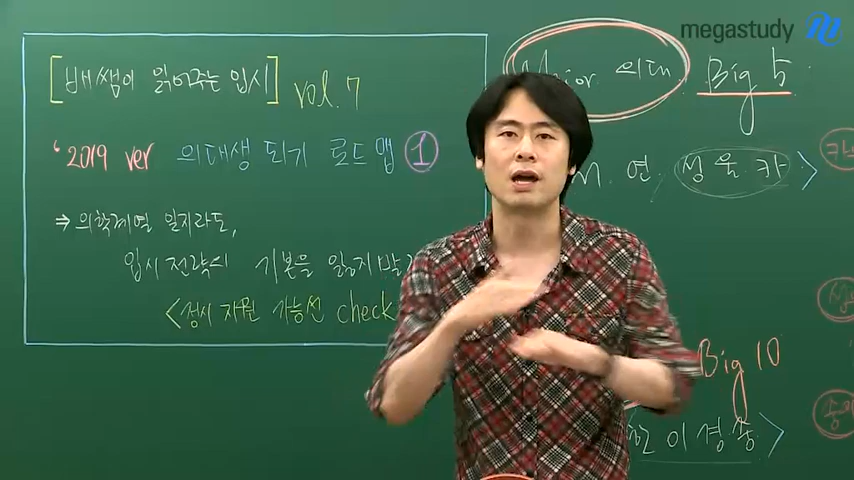 megastudy
[배쌤이 읽어주는 입시] vol. 7
'2019 ver 의대생 되기 로드맵 ①
⇒ 의학계열 일지라도,
입시 전략의 기본을 잃지말
<정시 지원 가능선 check
Major 의대 Big 5
연, 성 울 카 >
Big 10
한 이 경 중 >